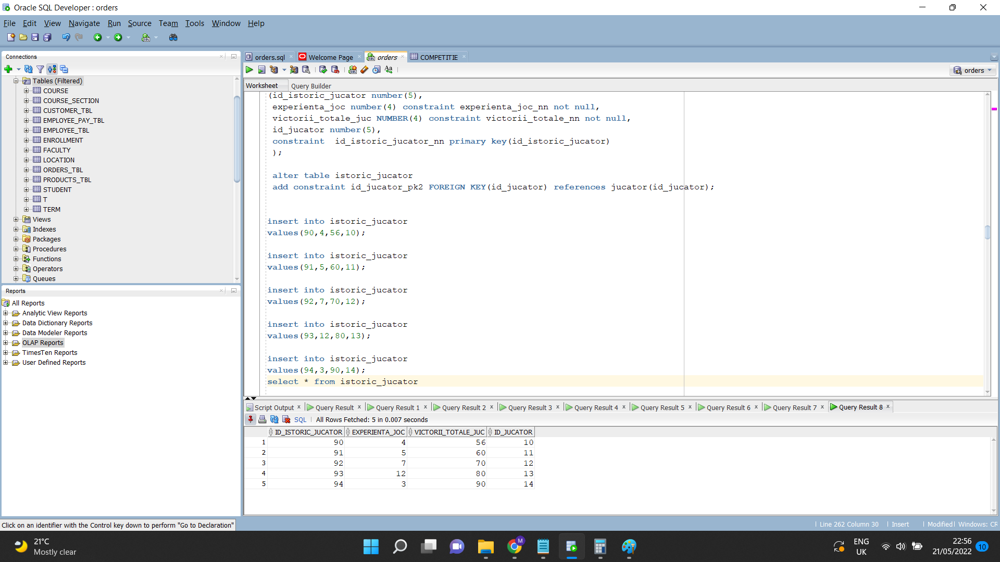 Oracle SQL Developer : orders
File Edit View Navigate Run Source Team Tools Window Help
Connections
Tables (Filtered)
COURSE
COURSE_SECTION
CUSTOMER_TBL
EMPLOYEE_PAY_TBL
EMPLOYEE_TBL
ENROLLMENT
FACULTY
LOCATION
ORDERS_TBL
PRODUCTS_TBL
STUDENT
T
TERM
Views
Indexes
Packages
Procedures
Functions
Operators
Queues
Reports
All Reports
Analytic View Reports
Data Dictionary Reports
Data Modeler Reports
OLAP Reports
TimesTen Reports
User Defined Reports
orders.sql Welcome Page orders COMPETITIE
orders
Worksheet Query Builder
(id_istoric_jucator number(5),
experienta_joc number(4) constraint experienta_joc_nn not null,
victorii_totale_juc NUMBER(4) constraint victorii_totale_nn not null,
id_jucator number(5),
constraint  id_istoric_jucator_nn primary key(id_istoric_jucator)
);
alter table istoric_jucator
add constraint id_jucator_pk2 FOREIGN KEY(id_jucator) references jucator(id_jucator);
insert into istoric_jucator
values(90,4,56,10);
insert into istoric_jucator
values(91,5,60,11);
insert into istoric_jucator
values(92,7,70,12);
insert into istoric_jucator
values(93,12,80,13);
insert into istoric_jucator
values(94,3,90,14);
select * from istoric_jucator
Script Output Query Result Query Result 1 Query Result 2 Query Result 3 Query Result 4 Query Result 5 Query Result 6 Query Result 7 Query Result 8
SQL All Rows Fetched: 5 in 0.007 seconds
ID_ISTORIC_JUCATOR EXPERIENTA_JOC VICTORII_TOTALE_JUC ID_JUCATOR
1 90 4 56 10
2 91 5 60 11
3 92 7 70 12
4 93 12 80 13
5 94 3 90 14
Click on an identifier with the Control key down to perform "Go to Declaration"
Line 262 Column 30 Insert Modified Windows: CR
21°C
Mostly clear
M
ENG
UK
22:56
21/05/2022
10